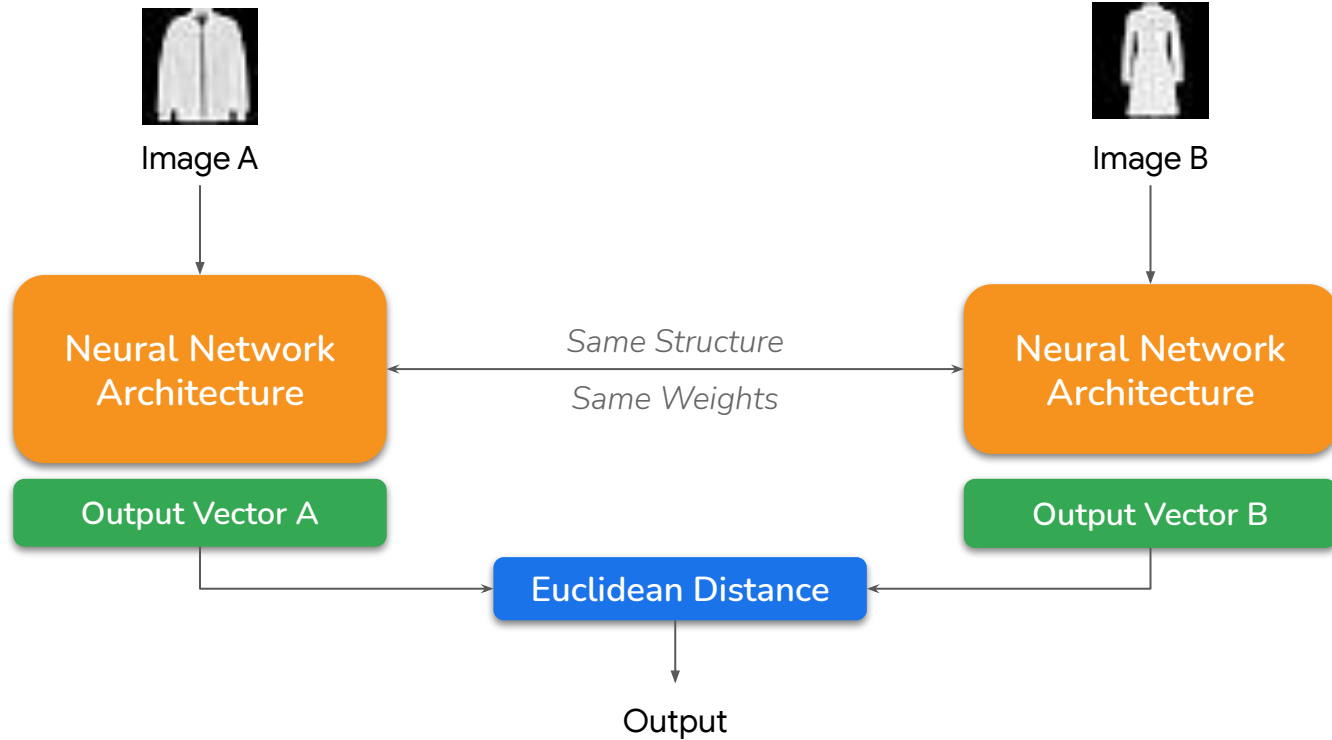 Image A
Image B
Neural Network
Architecture
Same Structure
Same Weights
Neural Network
Architecture
Output Vector A
Output Vector B
Euclidean Distance
Output